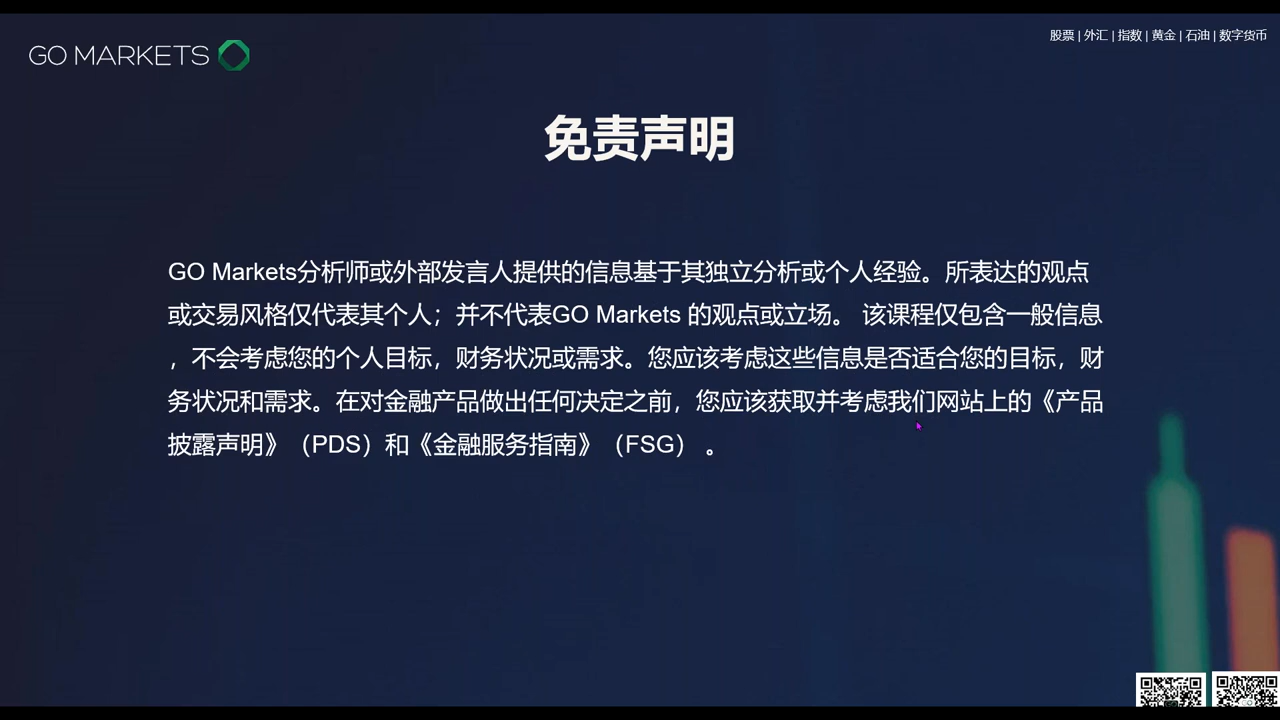 GO MARKETS
股票 | 外汇 | 指数 | 黄金 | 石油 | 数字货币
免责声明
GO Markets分析师或外部发言人提供的信息基于其独立分析或个人经验。所表达的观点
或交易风格仅代表其个人；并不代表GO Markets 的观点或立场。 该课程仅包含一般信息
，不会考虑您的个人目标，财务状况或需求。您应该考虑这些信息是否适合您的目标，财
务状况和需求。在对金融产品做出任何决定之前，您应该获取并考虑我们网站上的《产品
披露声明》（PDS）和《金融服务指南》（FSG） 。